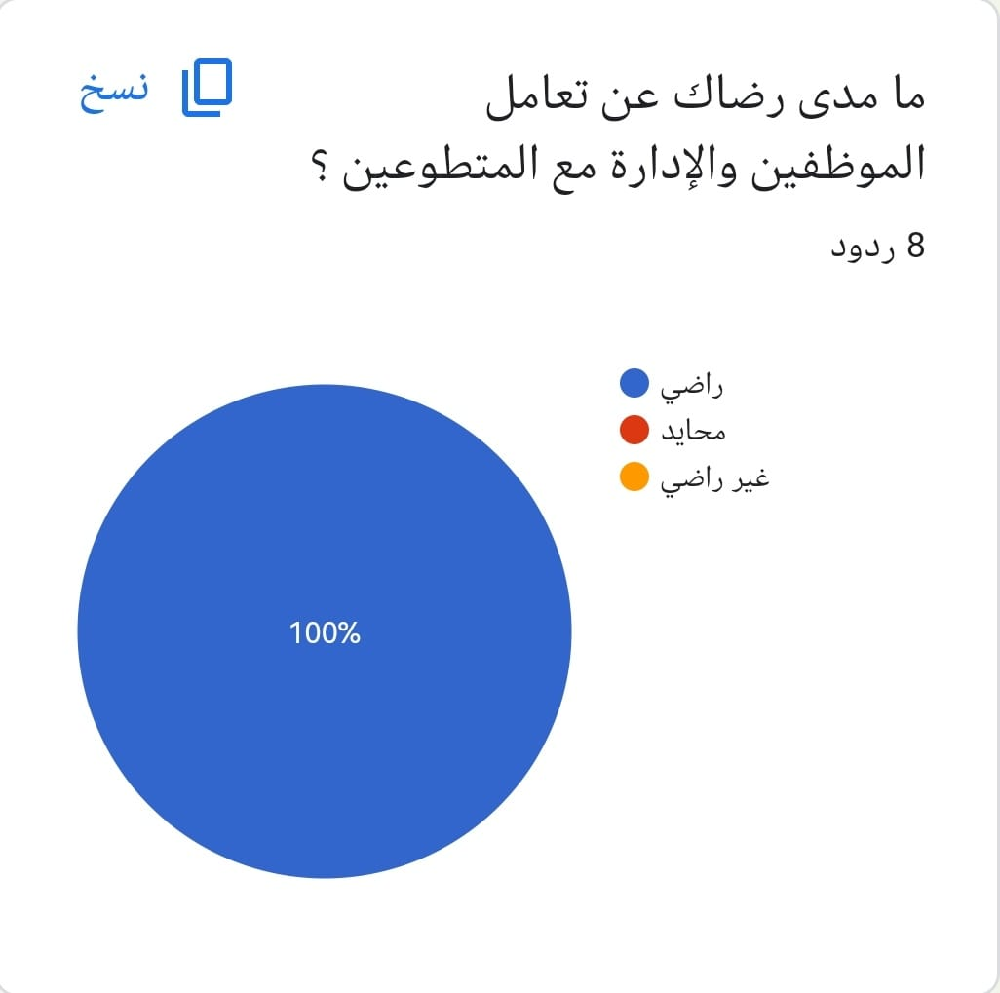 ما مدى رضاك عن تعامل
الموظفين والإدارة مع المتطوعين ؟
نسخ
8 ردود
راضي
محايد
غير راضي
100%